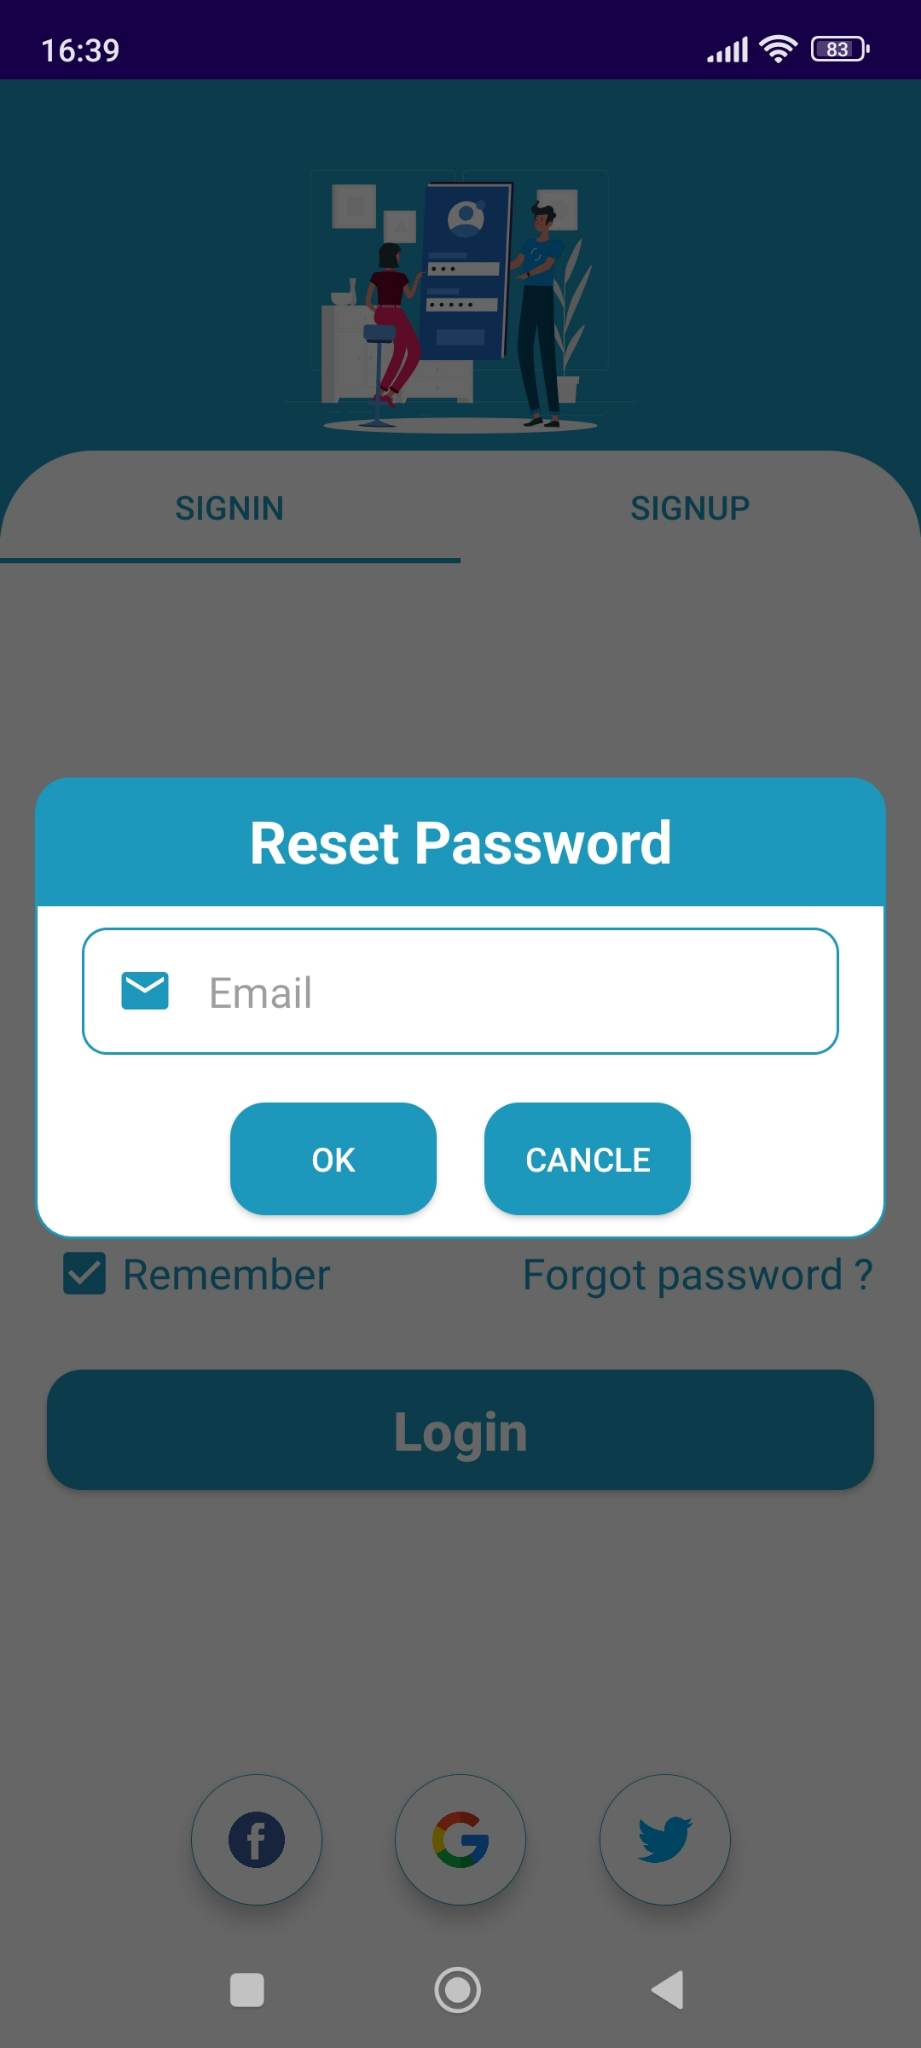 16:39
83
SIGNIN
SIGNUP
Reset Password
Email
OK
CANCLE
Remember
Forgot password ?
Login